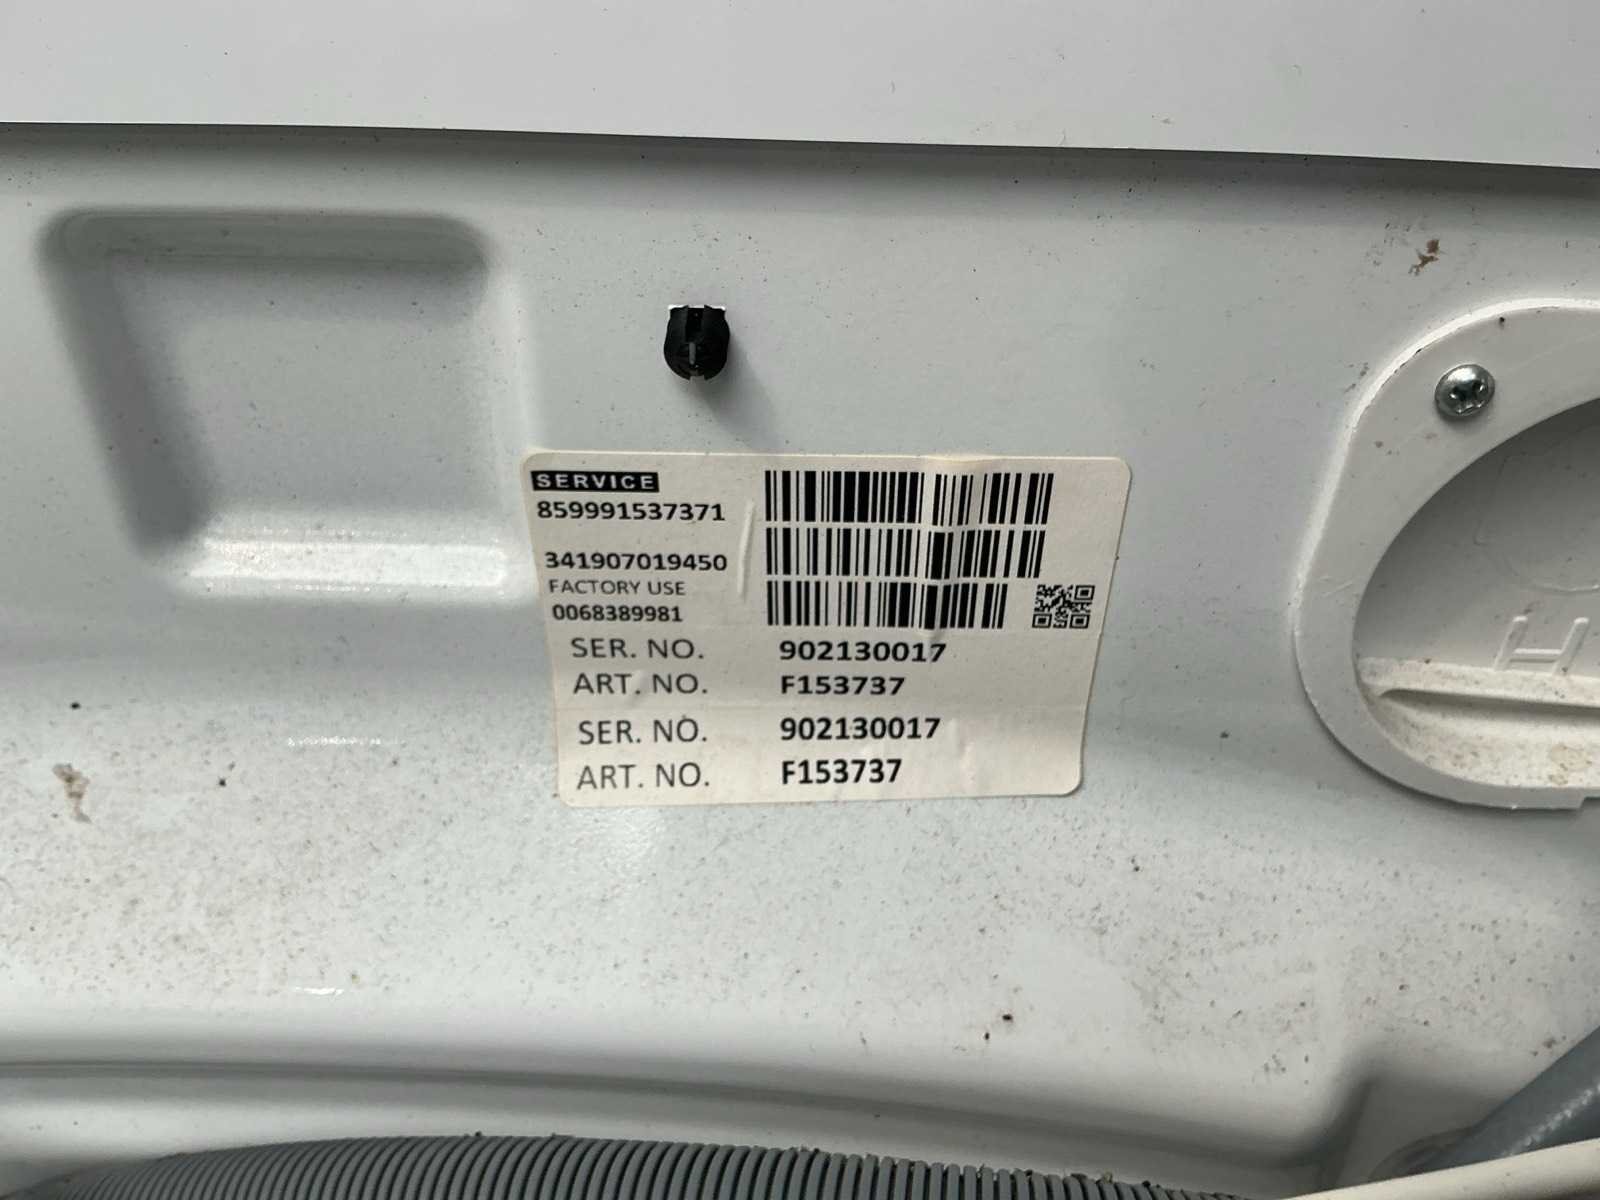 SERVICE
859991537371
341907019450
FACTORY USE
0068389981
SER. NO. 902130017
ART. NO. F153737
SER. NO. 902130017
ART. NO. F153737
H